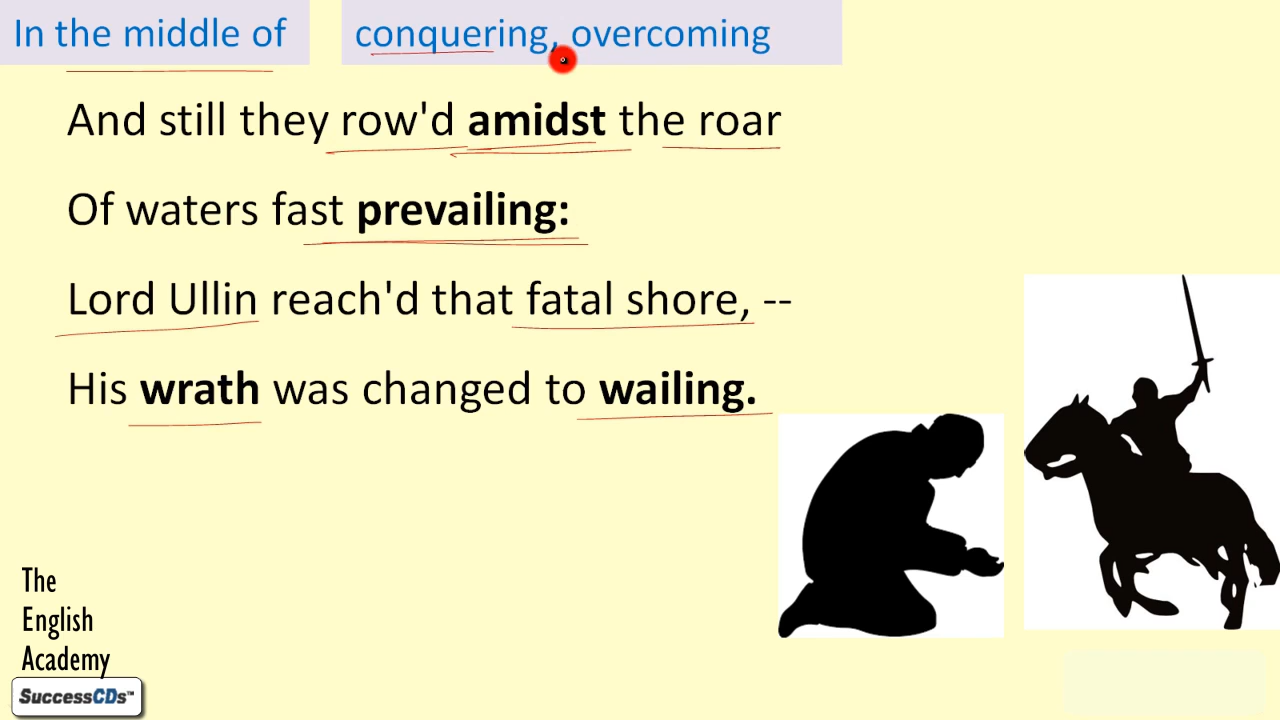 In the middle of
conquering, overcoming
And still they row'd amidst the roar
Of waters fast prevailing:
Lord Ullin reach'd that fatal shore, --
His wrath was changed to wailing.
The
English
Academy
SuccessCDs™